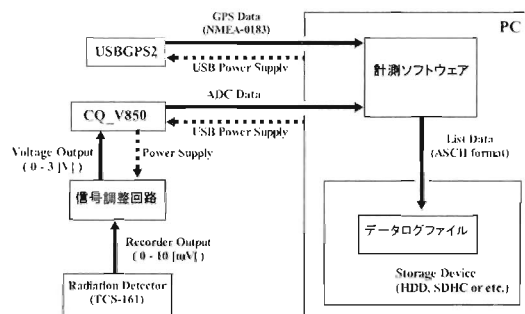 GPS Data
(NMEA-0183)
PC
USBGPS2
USB Power Supply
計測ソフトウェア
ADC Data
CQ_V850
USB Power Supply
Voltage Output
( 0 - 3 [V] )
Power Supply
List Data
(ASCII format)
信号調整回路
データログファイル
Recorder Output
( 0 - 10 [mV] )
Storage Device
(HDD, SDHC or etc.)
Radiation Detector
(TCS-161)